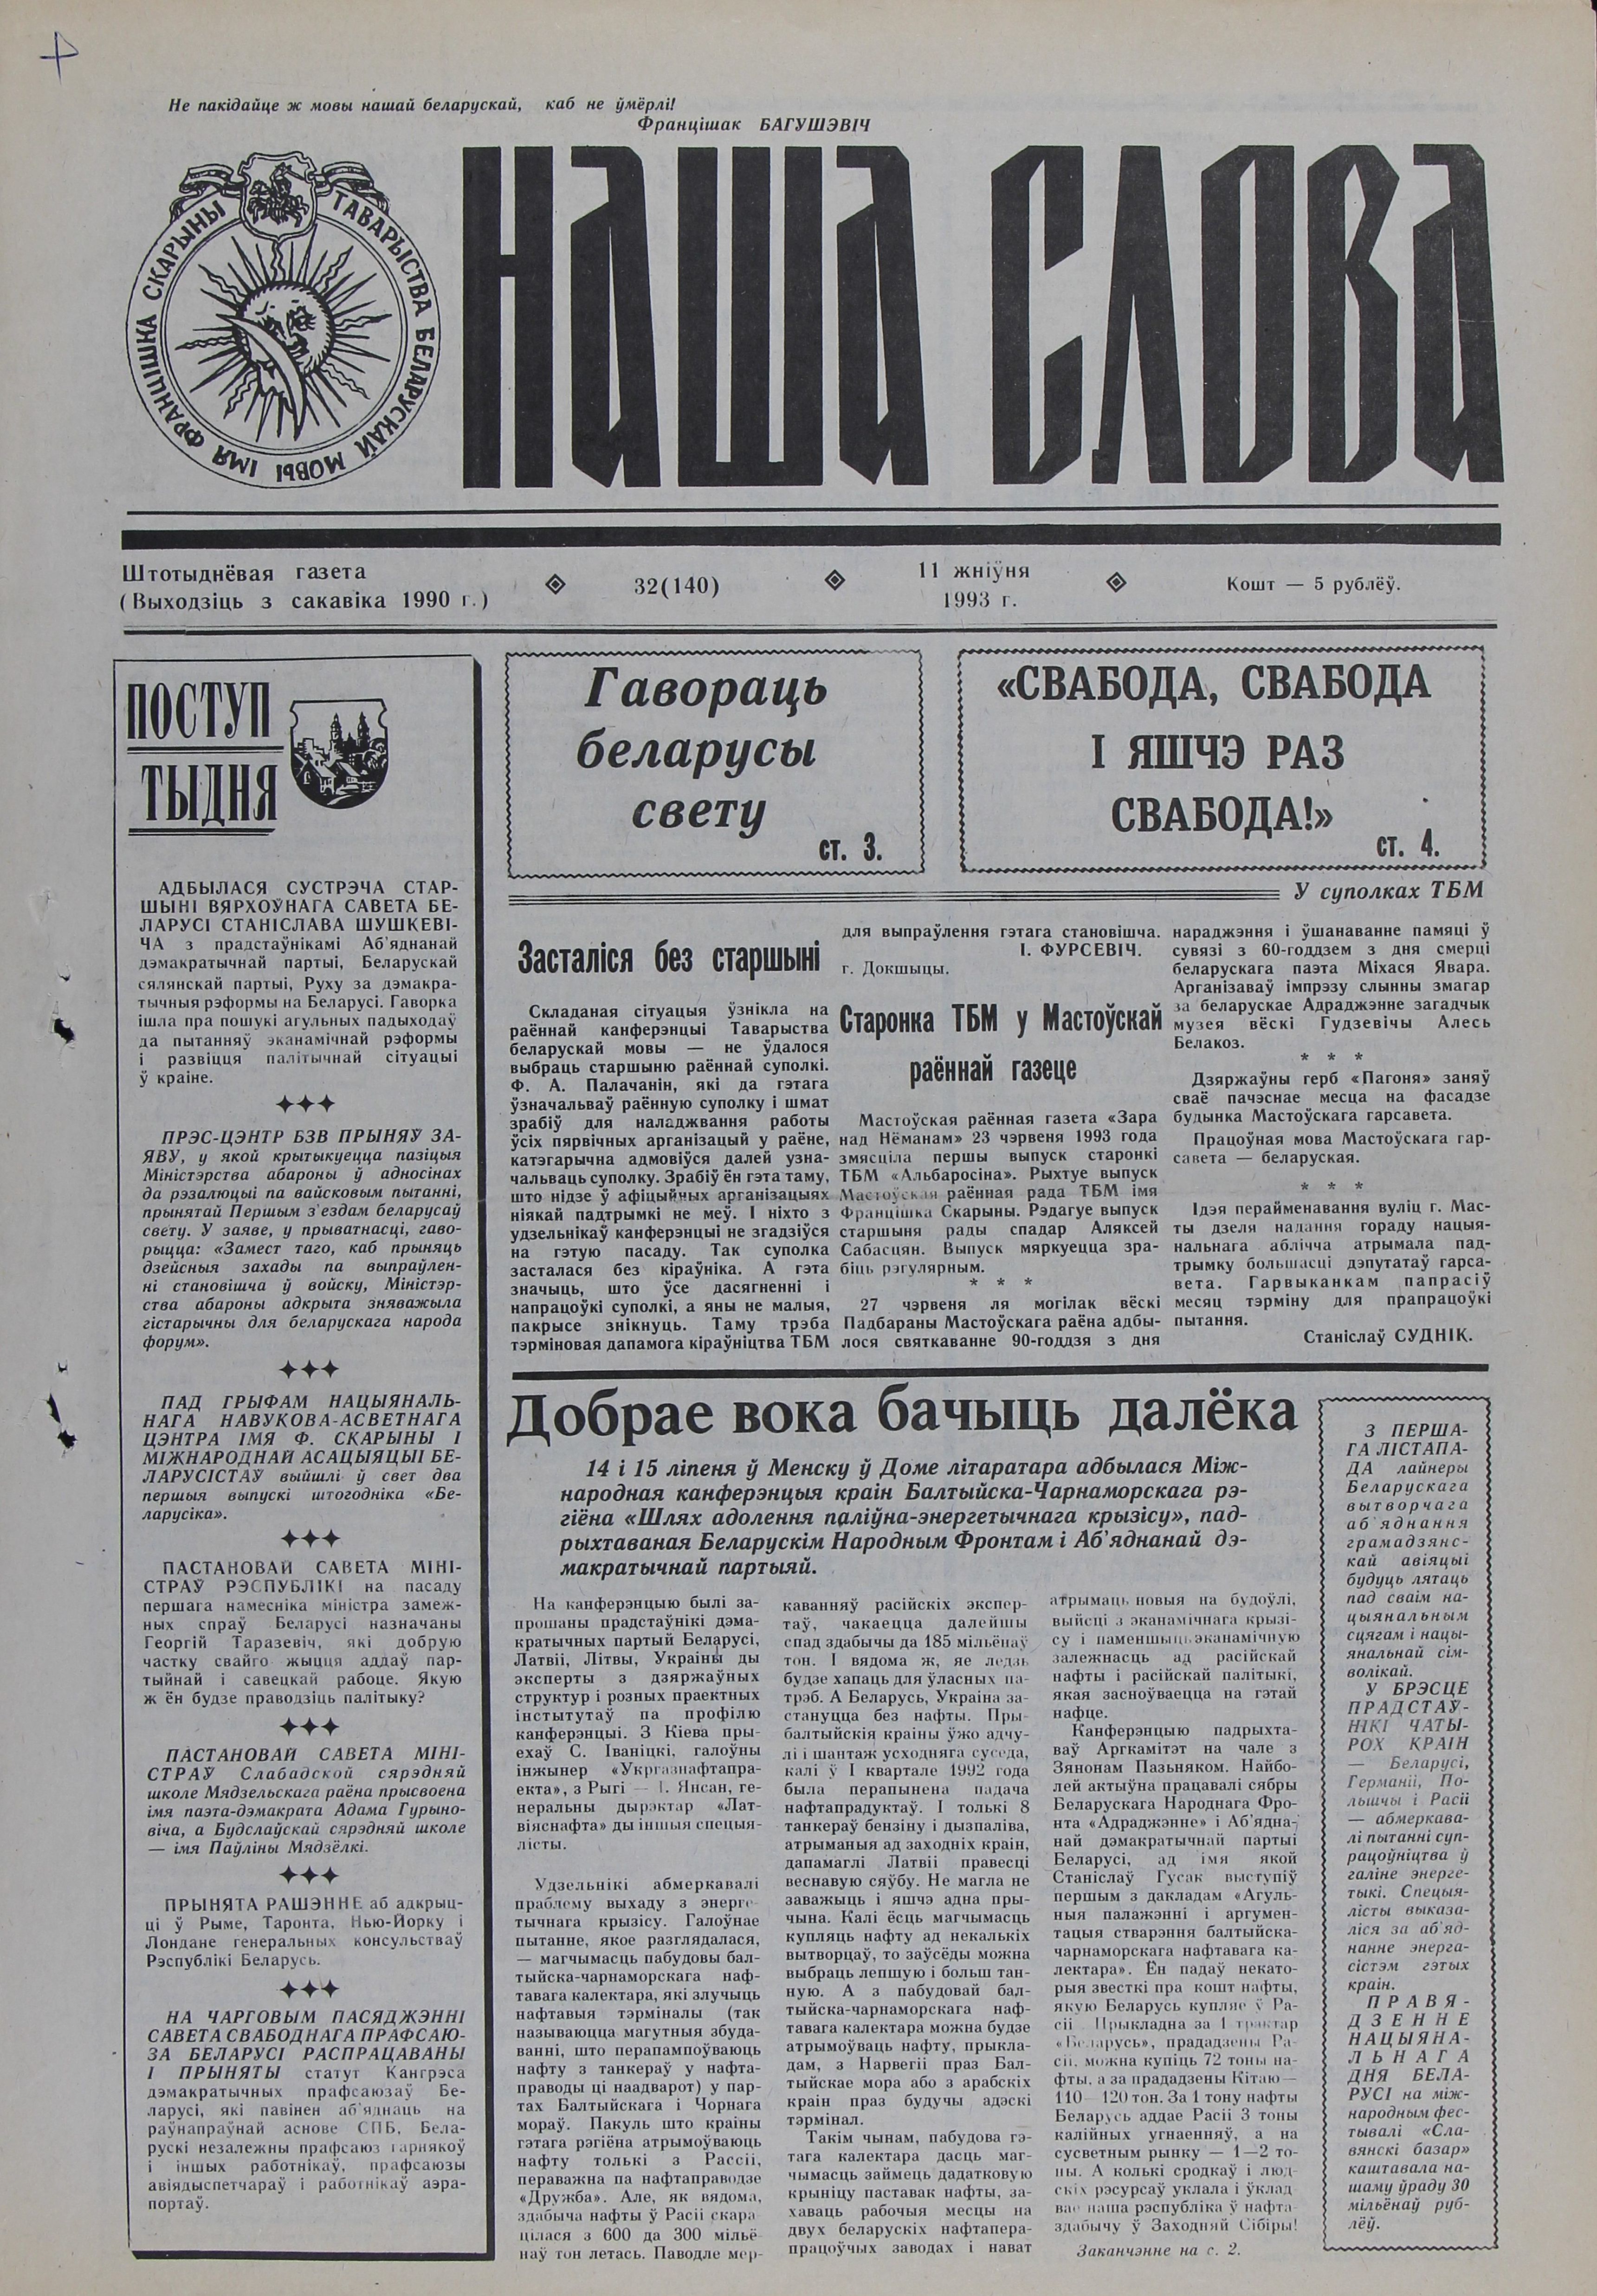 Не пакідайце ж мовы нашай беларускай, каб не ўмёрлі!
Францішак БАГУШЭВІЧ
ТАВАРЫСТВА БЕЛАРУСКАЙ МОВЫ ІМЯ ФРАНЦІШКА СКАРЫНЫ
НАША СЛОВА
Штотыднёвая газета
(Выходзіць з сакавіка 1990 г.)
32(140)
11 жніўня
1993 г.
Кошт — 5 рублёў.
ПОСТУП
ТЫДНЯ
АДБЫЛАСЯ СУСТРЭЧА СТАР-
ШЫНІ ВЯРХОЎНАГА САВЕТА БЕ-
ЛАРУСІ СТАНІСЛАВА ШУШКЕВІ-
ЧА з прадстаўнікамі Аб'яднанай
дэмакратычнай партыі, Беларускай
сялянскай партыі, Руху за дэмакра-
тычныя рэформы на Беларусі. Гаворка
ішла пра пошукі агульных падыходаў
да пытанняў эканамічнай рэформы
і развіцця палітычнай сітуацыі
ў краіне.
ПРЭС-ЦЭНТР БЗВ ПРЫНЯЎ ЗА-
ЯВУ, у якой крытыкуецца пазіцыя
Міністэрства абароны ў адносінах
да рэзалюцыі па вайсковым пытанні,
прынятай Першым з'ездам беларусаў
свету. У заяве, у прыватнасці, гаво-
рыцца: «Замест таго, каб прыняць
дзейсныя захады па выпраўлен-
ні становішча ў войску, Міністэр-
ства абароны адкрыта зняважыла
гістарычны для беларускага народа
форум».
ПАД ГРЫФАМ НАЦЫЯНАЛЬ-
НАГА НАВУКОВА-АСВЕТНАГА
ЦЭНТРА ІМЯ Ф. СКАРЫНЫ І
МІЖНАРОДНАЙ АСАЦЫЯЦЫІ БЕ-
ЛАРУСІСТАЎ выйшлі ў свет два
першыя выпускі штогодніка «Бе-
ларусіка».
ПАСТАНОВАЙ САВЕТА МІНІ-
СТРАЎ РЭСПУБЛІКІ на пасаду
першага намесніка міністра замеж-
ных спраў Беларусі назначаны
Георгій Таразевіч, які добрую
частку свайго жыцця аддаў пар-
тыйнай і савецкай рабоце. Якую
ж ён будзе праводзіць палітыку?
ПАСТАНОВАЙ САВЕТА МІНІ-
СТРАЎ Слабадской сярэдняй
школе Мядзельскага раёна прысвоена
імя паэта-дэмакрата Адама Гурыно-
віча, а Будслаўскай сярэдняй школе
— імя Паўліны Мядзёлкі.
ПРЫНЯТА РАШЭННЕ аб адкрыц-
ці ў Рыме, Таронта, Нью-Йорку і
Лондане генеральных консульстваў
Рэспублікі Беларусь.
НА ЧАРГОВЫМ ПАСЯДЖЭННІ
САВЕТА СВАБОДНАГА ПРАФСАЮ-
ЗА БЕЛАРУСІ РАСПРАЦАВАНЫ
І ПРЫНЯТЫ статут Кангрэса
дэмакратычных прафсаюзаў Бе-
ларусі, які павінен аб'яднаць на
раўнапраўнай аснове СПБ, Бела-
рускі незалежны прафсаюз гарнякоў
і іншых работнікаў, прафсаюзы
авіядыспетчараў і работнікаў аэра-
портаў.
Гавораць
беларусы
свету
ст. 3.
«СВАБОДА, СВАБОДА
І ЯШЧЭ РАЗ
СВАБОДА!»
ст. 4.
У суполках ТБМ
Засталіся без старшыні
Складаная сітуацыя ўзнікла на
раённай канферэнцыі Таварыства
беларускай мовы — не ўдалося
выбраць старшыню раённай суполкі.
Ф. А. Палачанін, які да гэтага
ўзначальваў раённую суполку і шмат
зрабіў для наладжвання работы
ўсіх пярвічных арганізацый у раёне,
катэгарычна адмовіўся далей узна-
чальваць суполку. Зрабіў ён гэта таму,
што нідзе ў афіцыйных арганізацыях
ніякай падтрымкі не меў. І ніхто з
удзельнікаў канферэнцыі не згадзіўся
на гэтую пасаду. Так суполка
засталася без кіраўніка. А гэта
значыць, што ўсе дасягненні і
напрацоўкі суполкі, а яны не малыя,
пакрысе знікнуць. Таму трэба
тэрміновая дапамога кіраўніцтва ТБМ
для выпраўлення гэтага становішча.
І. ФУРСЕВІЧ.
г. Докшыцы.
Старонка ТБМ у Мастоўскай
раённай газеце
Мастоўская раённая газета «Зара
над Нёманам» 23 чэрвеня 1993 года
змясціла першы выпуск старонкі
ТБМ «Альбаросіна». Рыхтуе выпуск
Мастоўская раённая рада ТБМ імя
Францішка Скарыны. Рэдагуе выпуск
старшыня рады спадар Аляксей
Сабасцян. Выпуск мяркуецца зра-
біць рэгулярным.
* * *
27 чэрвеня ля могілак вёскі
Падбараны Мастоўскага раёна адбы-
лося святкаванне 90-годдзя з дня
нараджэння і ўшанаванне памяці ў
сувязі з 60-годдзем з дня смерці
беларускага паэта Міхася Явара.
Арганізаваў імпрэзу слынны змагар
за беларускае Адраджэнне загадчык
музея вёскі Гудзевічы Алесь
Белакоз.
* * *
Дзяржаўны герб «Пагоня» заняў
сваё пачэснае месца на фасадзе
будынка Мастоўскага гарсавета.
Працоўная мова Мастоўскага гар-
савета — беларуская.
* * *
Ідэя перайменавання вуліц г. Мас-
ты дзеля надання гораду нацыя-
нальнага аблічча атрымала пад-
трымку большасці дэпутатаў гарса-
вета. Гарвыканкам папрасіў
месяц тэрміну для прапрацоўкі
пытання.
Станіслаў СУДНІК.
Добрае вока бачыць далёка
14 і 15 ліпеня ў Менску ў Доме літаратара адбылася Між-
народная канферэнцыя краін Балтыйска-Чарнаморскага рэ-
гіёна «Шлях адолення паліўна-энергетычнага крызісу», пад-
рыхтаваная Беларускім Народным Фронтам і Аб'яднанай дэ-
макратычнай партыяй.
На канферэнцыю былі за-
прошаны прадстаўнікі дэма-
кратычных партый Беларусі,
Латвіі, Літвы, Украіны ды
эксперты з дзяржаўных
структур і розных праектных
інстытутаў па профілю
канферэнцыі. З Кіева пры-
ехаў С. Іваніцкі, галоўны
інжынер «Укргазнафтапра-
екта», з Рыгі — І. Янсан, ге-
неральны дырэктар «Лат-
віяснафта» ды іншыя спецыя-
лісты.
Удзельнікі абмеркавалі
праблему выхаду з энерге-
тычнага крызісу. Галоўнае
пытанне, якое разглядалася,
— магчымасць пабудовы бал-
тыйска-чарнаморскага наф-
тавага калектара, які злучыць
нафтавыя тэрміналы (так
называюцца магутныя збуда-
ванні, што перапампоўваюць
нафту з танкераў у нафта-
праводы ці наадварот) у пар-
тах Балтыйскага і Чорнага
мораў. Пакуль што краіны
гэтага рэгіёна атрымоўваюць
нафту толькі з Рассіі,
пераважна па нафтаправодзе
«Дружба». Але, як вядома,
здабыча нафты ў Расіі скара
цілася з 600 да 300 мільё
наў тон летась. Паводле мер-
каванняў расійскіх экспер-
таў, чакаецца далейшы
спад здабычы да 185 мільёнаў
тон. І вядома ж, яе ледзь
будзе хапаць для ўласных па-
трэб. А Беларусь, Украіна за-
стануцца без нафты. Пры-
балтыйскія краіны ўжо адчу-
лі і шантаж усходняга суседа,
калі ў І квартале 1992 года
была перапынена падача
нафтапрадуктаў. І толькі 8
танкераў бензіну і дызпаліва,
атрыманыя ад заходніх краін,
дапамаглі Латвіі правесці
веснавую сяўбу. Не магла не
заважыць і яшчэ адна пры-
чына. Калі ёсць магчымасць
купляць нафту ад некалькіх
вытворцаў, то заўсёды можна
выбраць лепшую і больш тан-
ную. А з пабудовай бал-
тыйска-чарнаморскага наф-
тавага калектара можна будзе
атрымоўваць нафту, прыкла-
дам, з Нарвегіі праз Бал-
тыйскае мора або з арабскіх
краін праз будучы адэскі
тэрмінал.
Такім чынам, пабудова гэ-
тага калектара дасць маг-
чымасць займець дадатковую
крыніцу паставак нафты, за-
хаваць рабочыя месцы на
двух беларускіх нафтапера-
працоўчых заводах і нават
атрымаць новыя на будоўлі,
выйсці з эканамічнага крызі-
су і паменшыць эканамічную
залежнасць ад расійскай
нафты і расійскай палітыкі,
якая засноўваецца на гэтай
нафце.
Канферэнцыю падрыхта-
ваў Аргкамітэт на чале з
Зянонам Пазьняком. Найбо-
лей актыўна працавалі сябры
Беларускага Народнага Фро-
нта «Адраджэнне» і Аб'ядна-
най дэмакратычнай партыі
Беларусі, ад імя якой
Станіслаў Гусак выступіў
першым з дакладам «Агуль-
ныя палажэнні і аргумен-
тацыя стварэння балтыйска-
чарнаморскага нафтавага ка-
лектара». Ён падаў некато-
рыя звесткі пра кошт нафты,
якую Беларусь купляе ў Ра-
сіі. Прыкладна за 1 трактар
«Беларусь», прададзены Ра-
сіі, можна купіць 72 тоны на-
фты, а за прададзены Кітаю —
110—120 тон. За 1 тону нафты
Беларусь аддае Расіі 3 тоны
калійных угнаенняў, а на
сусветным рынку — 1—2 то-
ны. А колькі сродкаў і люд-
скіх рэсурсаў уклала і ўклад
вае наша рэспубліка ў нафта
здабычу ў Заходняй Сібіры!
Заканчэнне на с. 2.
З ПЕРША-
ГА ЛІСТАПА-
ДА лайнеры
Беларускага
вытворчага
аб'яднання
грамадзянс-
кай авіяцыі
будуць лятаць
пад сваім на-
цыянальным
сцягам і нацы-
янальнай сім-
волікай.
У БРЭСЦЕ
ПРАДСТАЎ-
НІКІ ЧАТЫ-
РОХ КРАІН
— Беларусі,
Германіі, По-
льшчы і Расіі
— абмеркава-
лі пытанні суп-
рацоўніцтва ў
галіне энерге-
тыкі. Спецыя-
лісты выказа-
ліся за аб'яд-
нанне энерга-
сістэм гэтых
краін.
ПРАВЯ-
ДЗЕННЕ
НАЦЫЯНА-
ЛЬНАГА
ДНЯ БЕЛА-
РУСІ на між-
народным фес-
тывалі «Сла-
вянскі базар»
каштавала на-
шаму ўраду 30
мільёнаў руб-
лёў.